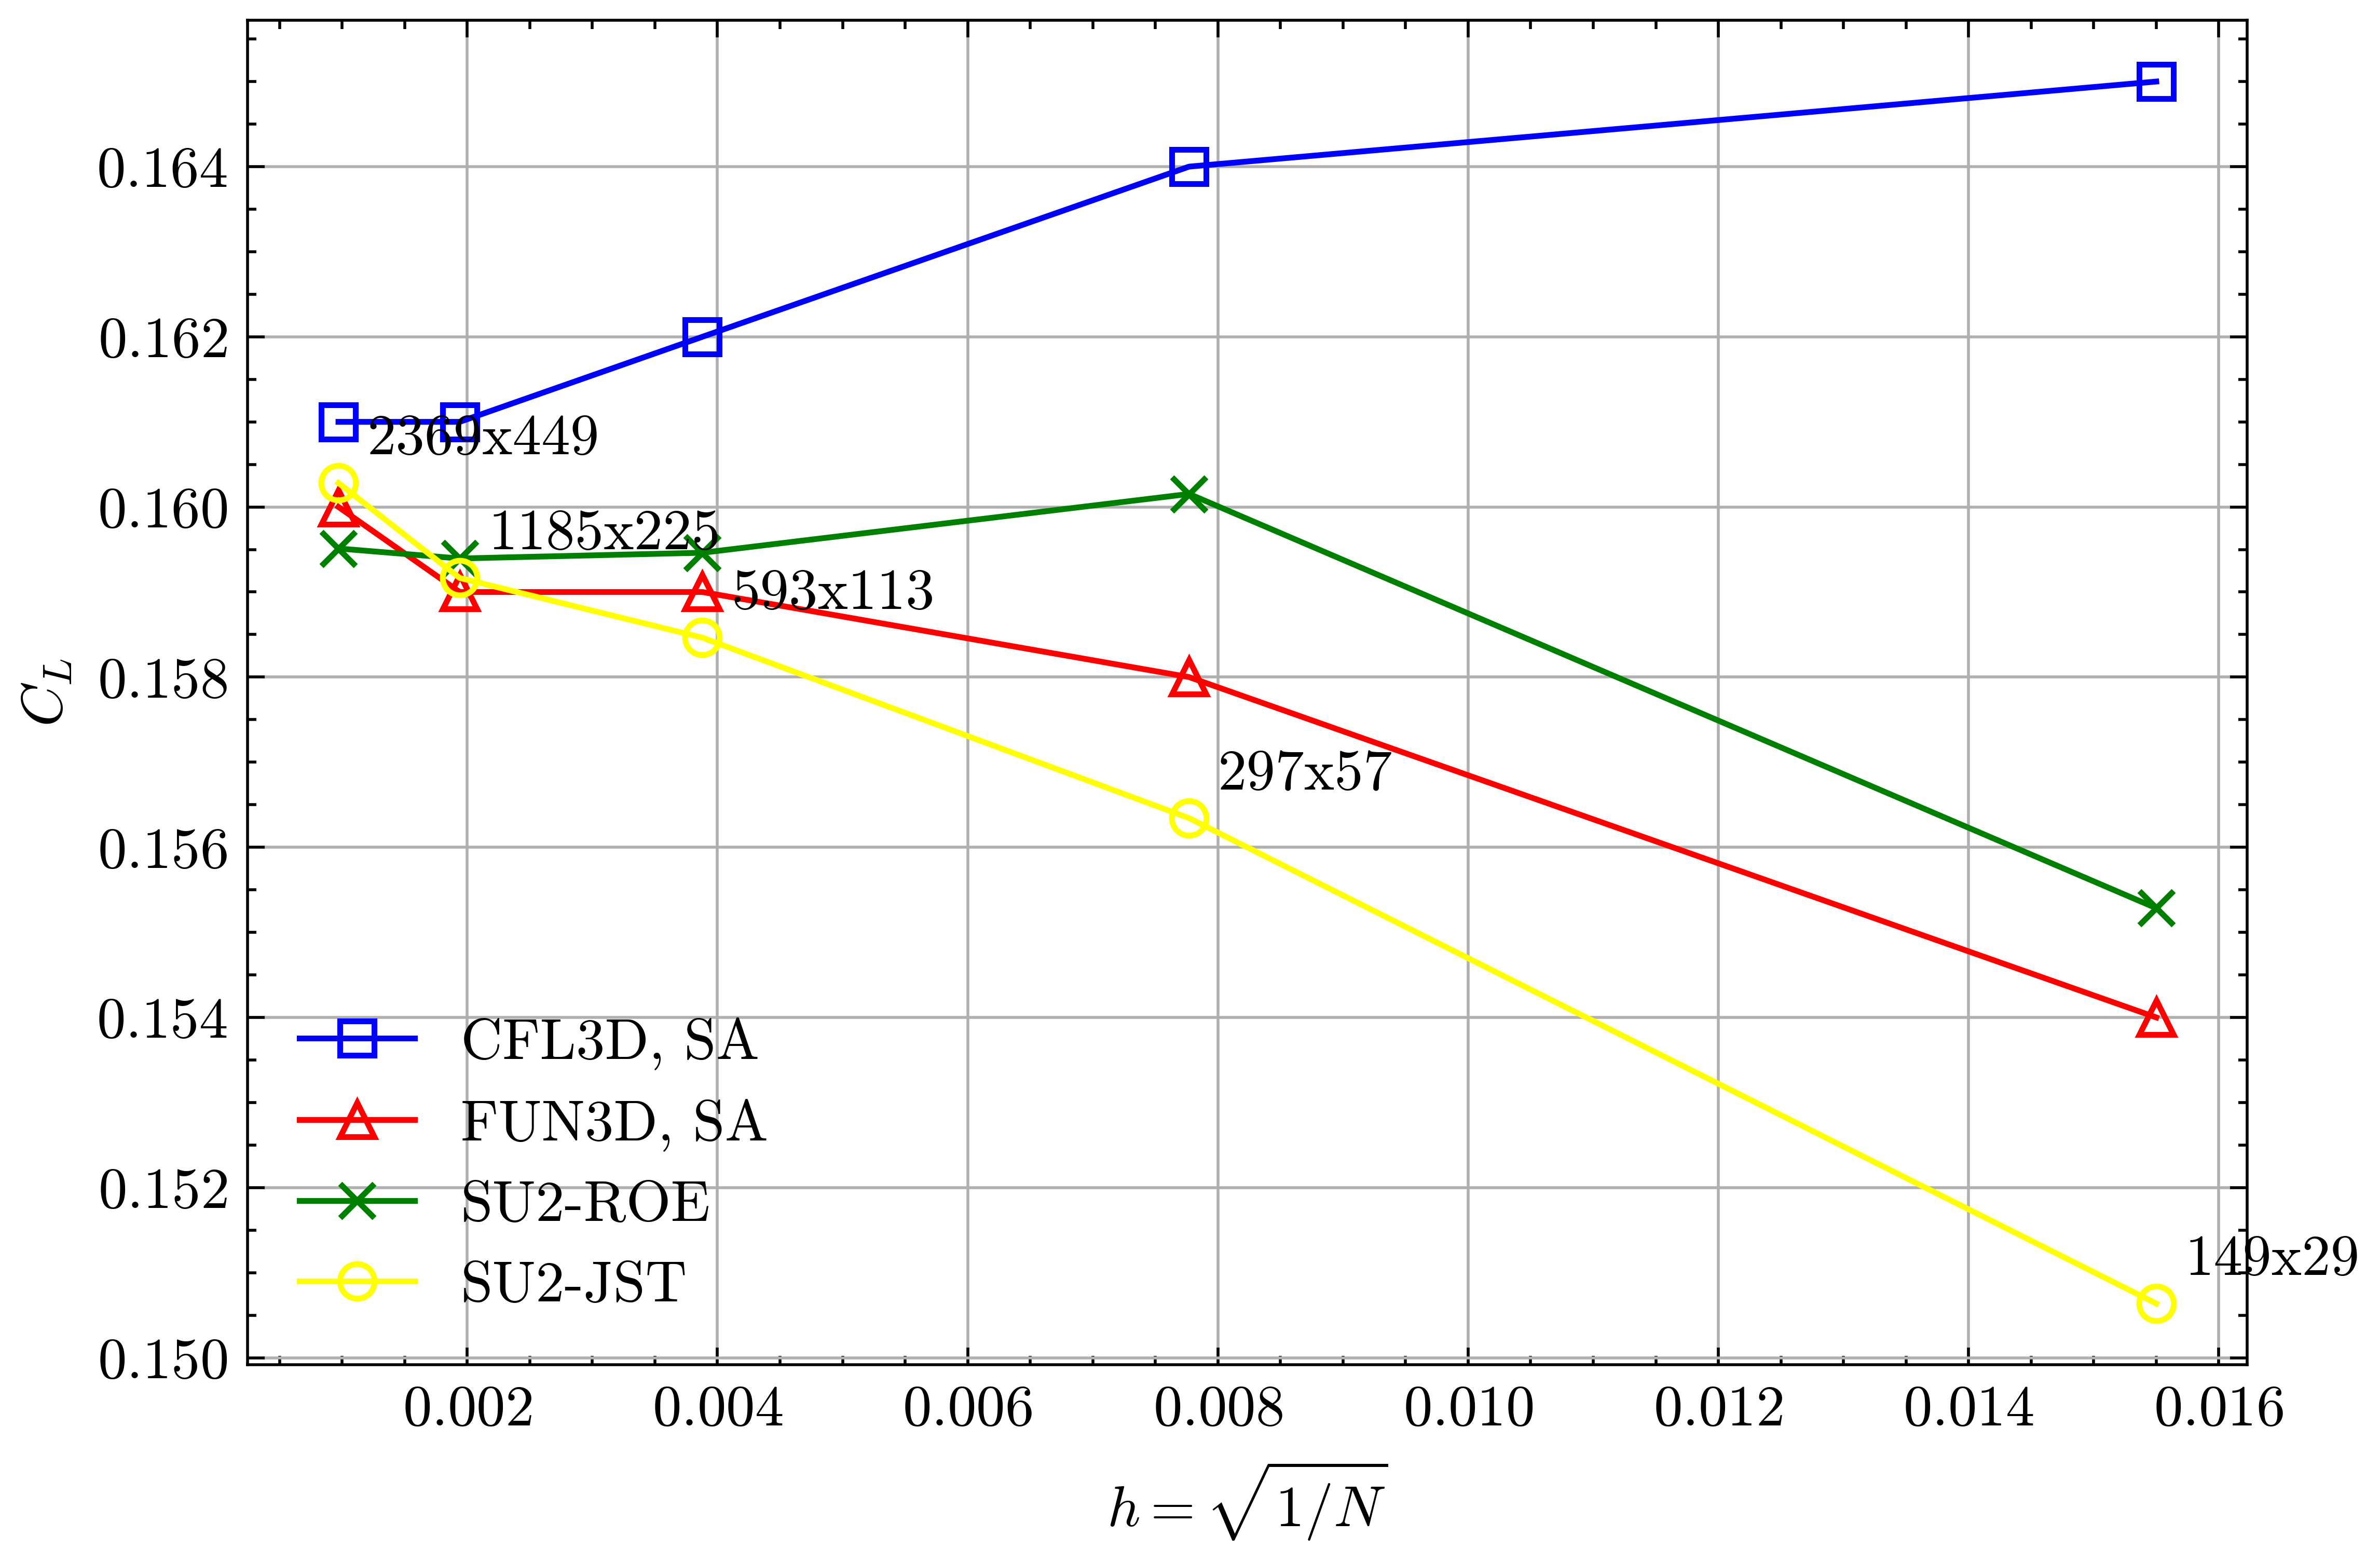 0.164
0.162
0.160
0.158
0.156
0.154
0.152
0.150
C_L
2369x449
1185x225
593x113
297x57
149x29
CFL3D, SA
FUN3D, SA
SU2-ROE
SU2-JST
0.002 0.004 0.006 0.008 0.010 0.012 0.014 0.016
h = √1/N